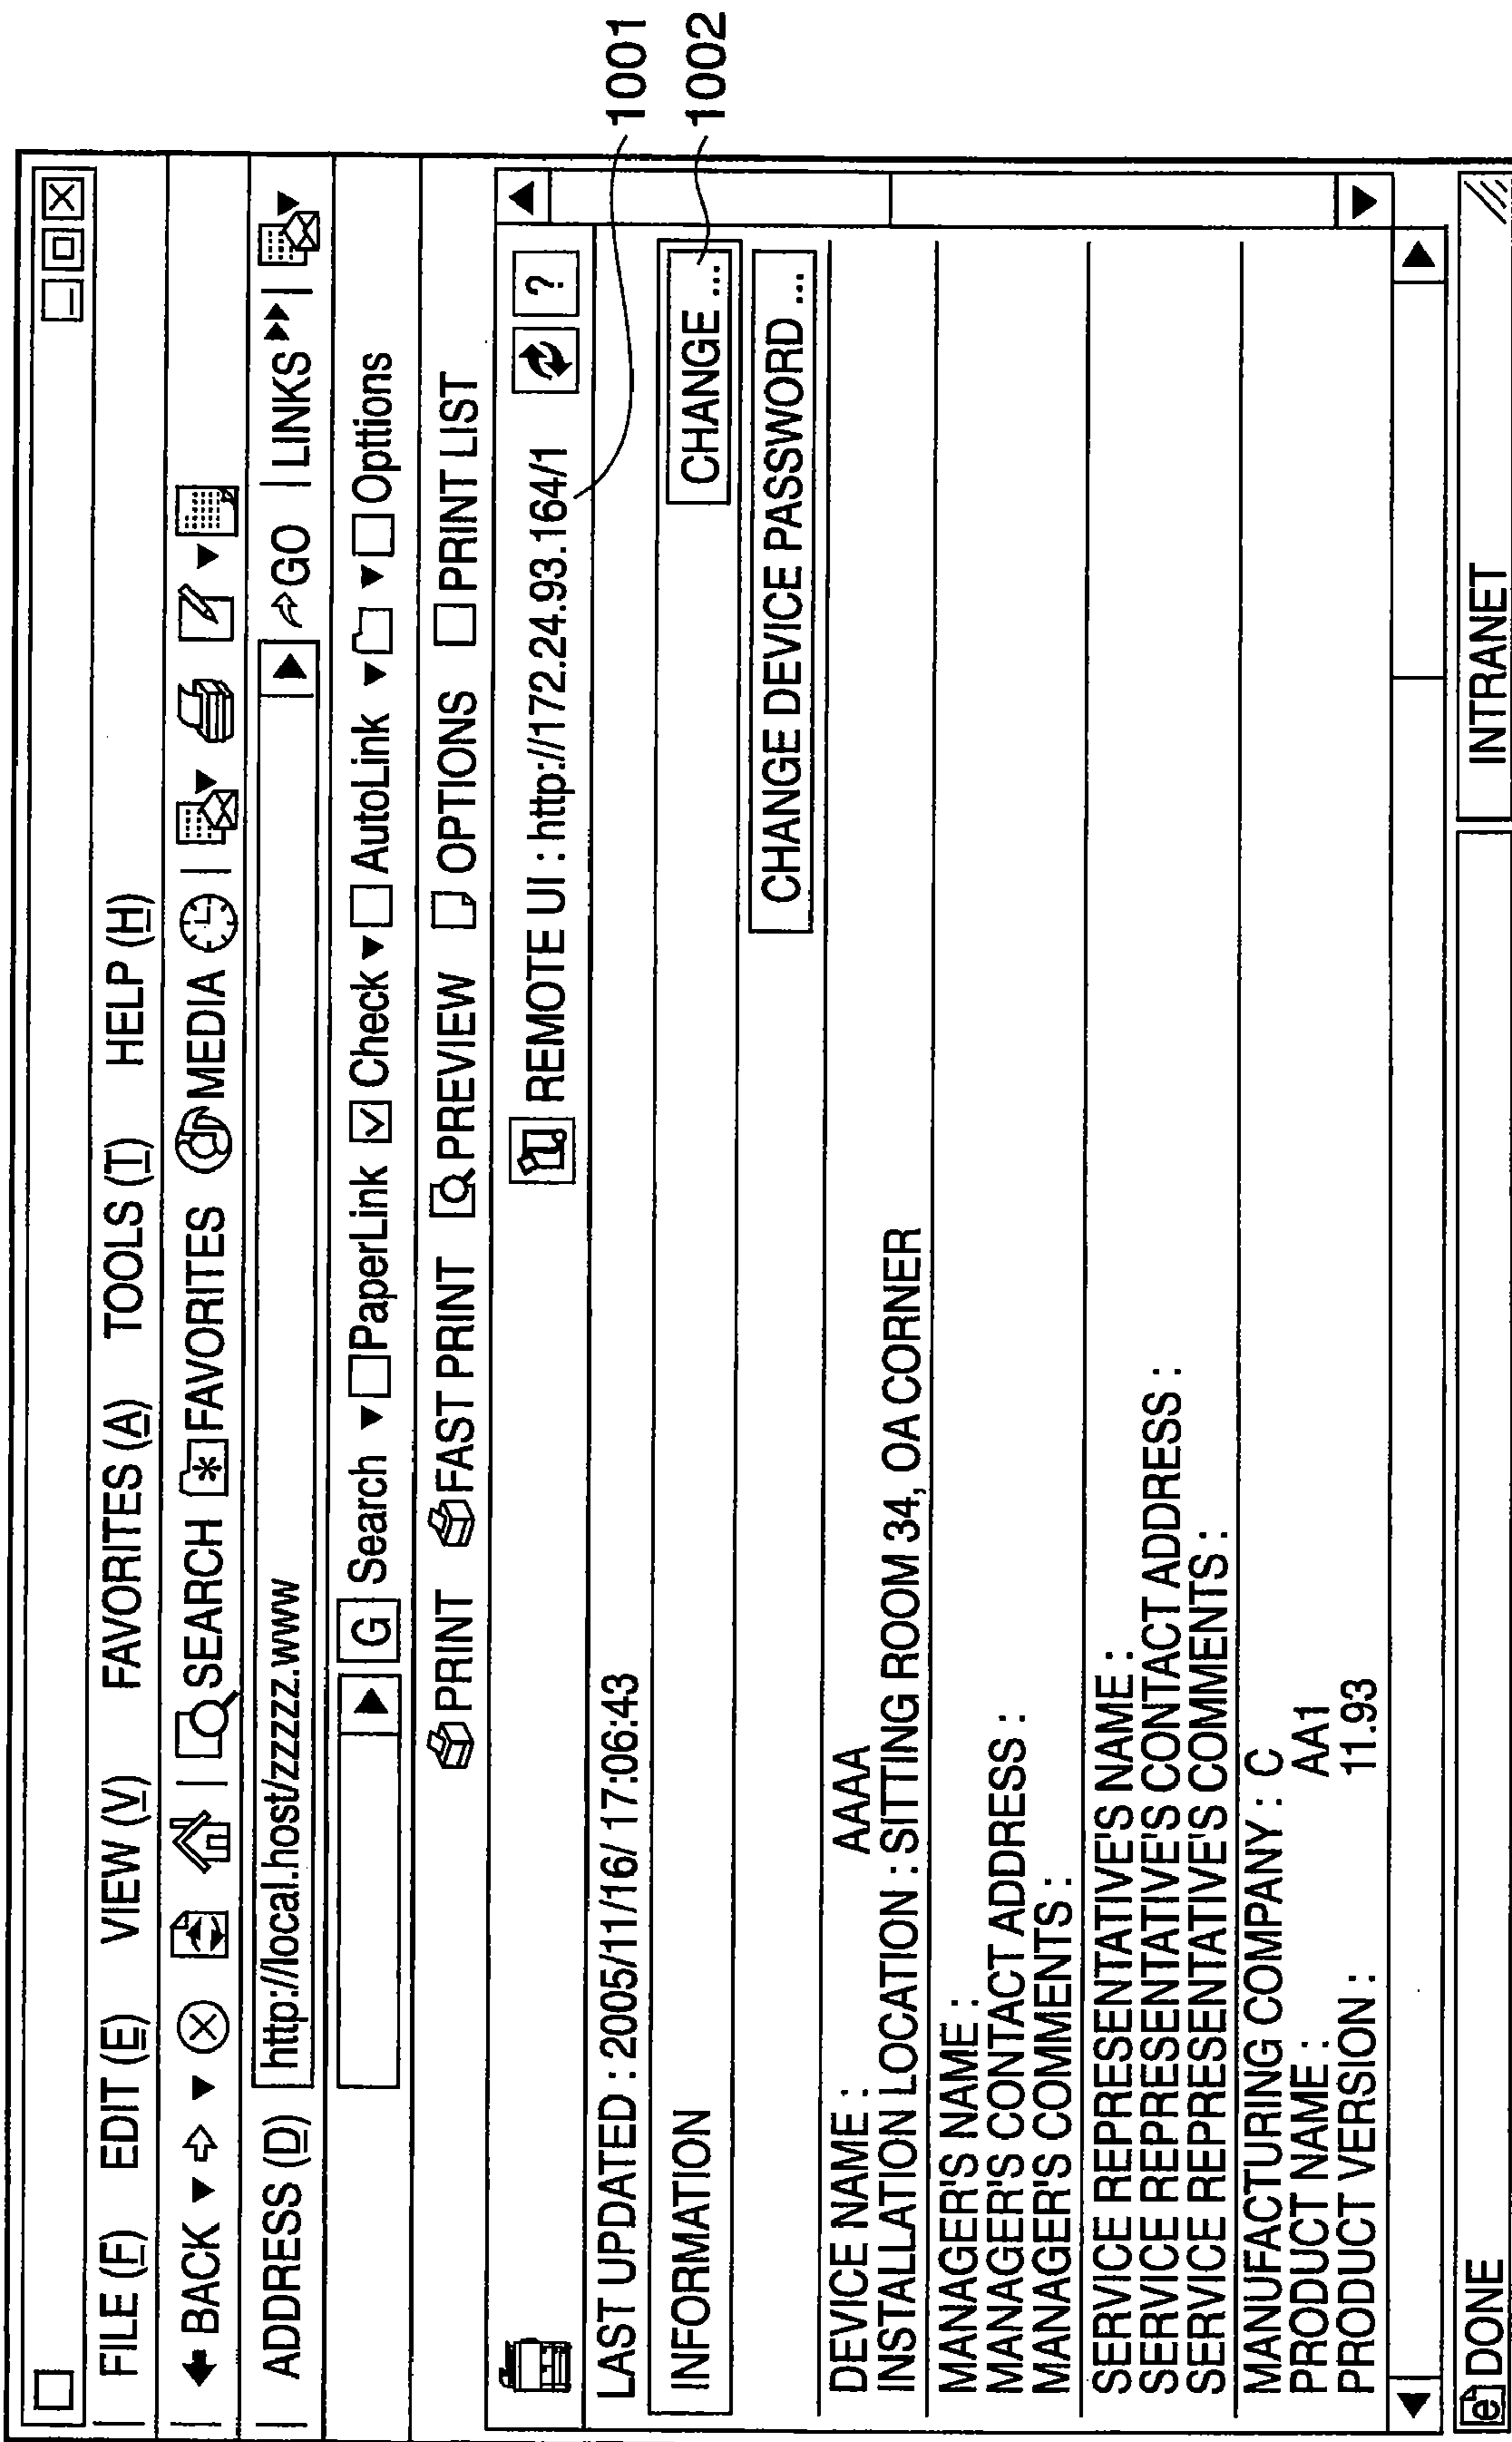 FILE (F) EDIT (E) VIEW (V) FAVORITES (A) TOOLS (T) HELP (H)
BACK SEARCH FAVORITES MEDIA
ADDRESS (D) http://local.host/zzzzz.www GO LINKS
G Search PaperLink Check AutoLink Opttions
PRINT FAST PRINT PREVIEW OPTIONS PRINT LIST
REMOTE UI : http://172.24.93.164/1 ?
1001
LAST UPDATED : 2005/11/16/ 17:06:43
INFORMATION CHANGE ...
1002
CHANGE DEVICE PASSWORD ...
DEVICE NAME : AAAA
INSTALLATION LOCATION : SITTING ROOM 34, OA CORNER
MANAGER'S NAME :
MANAGER'S CONTACT ADDRESS :
MANAGER'S COMMENTS :
SERVICE REPRESENTATIVE'S NAME :
SERVICE REPRESENTATIVE'S CONTACT ADDRESS :
SERVICE REPRESENTATIVE'S COMMENTS :
MANUFACTURING COMPANY : C
PRODUCT NAME : AA1
PRODUCT VERSION : 11.93
e DONE INTRANET